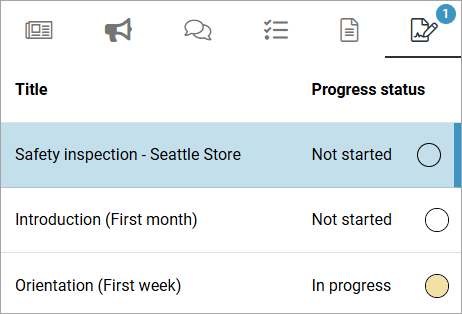 1
Title Progress status
Safety inspection - Seattle Store Not started
Introduction (First month) Not started
Orientation (First week) In progress